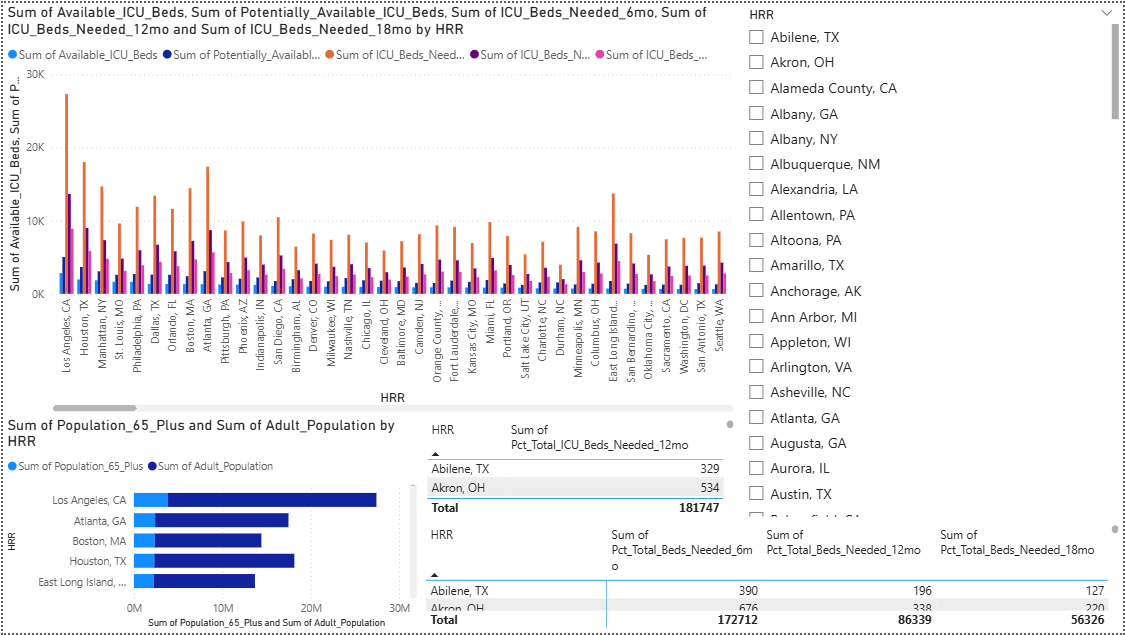 Sum of Available_ICU_Beds, Sum of Potentially_Available_ICU_Beds, Sum of ICU_Beds_Needed_6mo, Sum of
ICU_Beds_Needed_12mo and Sum of ICU_Beds_Needed_18mo by HRR
Sum of Available_ICU_Beds Sum of Potentially_Availabl... Sum of ICU_Beds_Need... Sum of ICU_Beds_N... Sum of ICU_Beds_...
Sum of Available_ICU_Beds, Sum of P...
30K
20K
10K
0K
Los Angeles, CA
Houston, TX
Manhattan, NY
St. Louis, MO
Philadelphia, PA
Dallas, TX
Orlando, FL
Boston, MA
Atlanta, GA
Pittsburgh, PA
Phoenix, AZ
Indianapolis, IN
San Diego, CA
Birmingham, AL
Denver, CO
Milwaukee, WI
Nashville, TN
Chicago, IL
Cleveland, OH
Baltimore, MD
Camden, NJ
Orange County, ...
Fort Lauderdale, ...
Kansas City, MO
Miami, FL
Portland, OR
Salt Lake City, UT
Charlotte, NC
Durham, NC
Minneapolis, MN
Columbus, OH
East Long Island...
San Bernardino, ...
Oklahoma City, ...
Sacramento, CA
Washington, DC
San Antonio, TX
Seattle, WA
HRR
HRR
Abilene, TX
Akron, OH
Alameda County, CA
Albany, GA
Albany, NY
Albuquerque, NM
Alexandria, LA
Allentown, PA
Altoona, PA
Amarillo, TX
Anchorage, AK
Ann Arbor, MI
Appleton, WI
Arlington, VA
Asheville, NC
Atlanta, GA
Augusta, GA
Aurora, IL
Austin, TX
Sum of Population_65_Plus and Sum of Adult_Population by
HRR
Sum of Population_65_Plus Sum of Adult_Population
HRR
Los Angeles, CA
Atlanta, GA
Boston, MA
Houston, TX
East Long Island, ...
0M 10M 20M 30M
Sum of Population_65_Plus and Sum of Adult_Population
HRR Sum of
Pct_Total_ICU_Beds_Needed_12mo
Abilene, TX 329
Akron, OH 534
Total 181747
HRR Sum of Sum of Sum of
Pct_Total_Beds_Needed_6m Pct_Total_Beds_Needed_12mo Pct_Total_Beds_Needed_18mo
o
Abilene, TX 390 196 127
Akron, OH 676 338 220
Total 172712 86339 56326